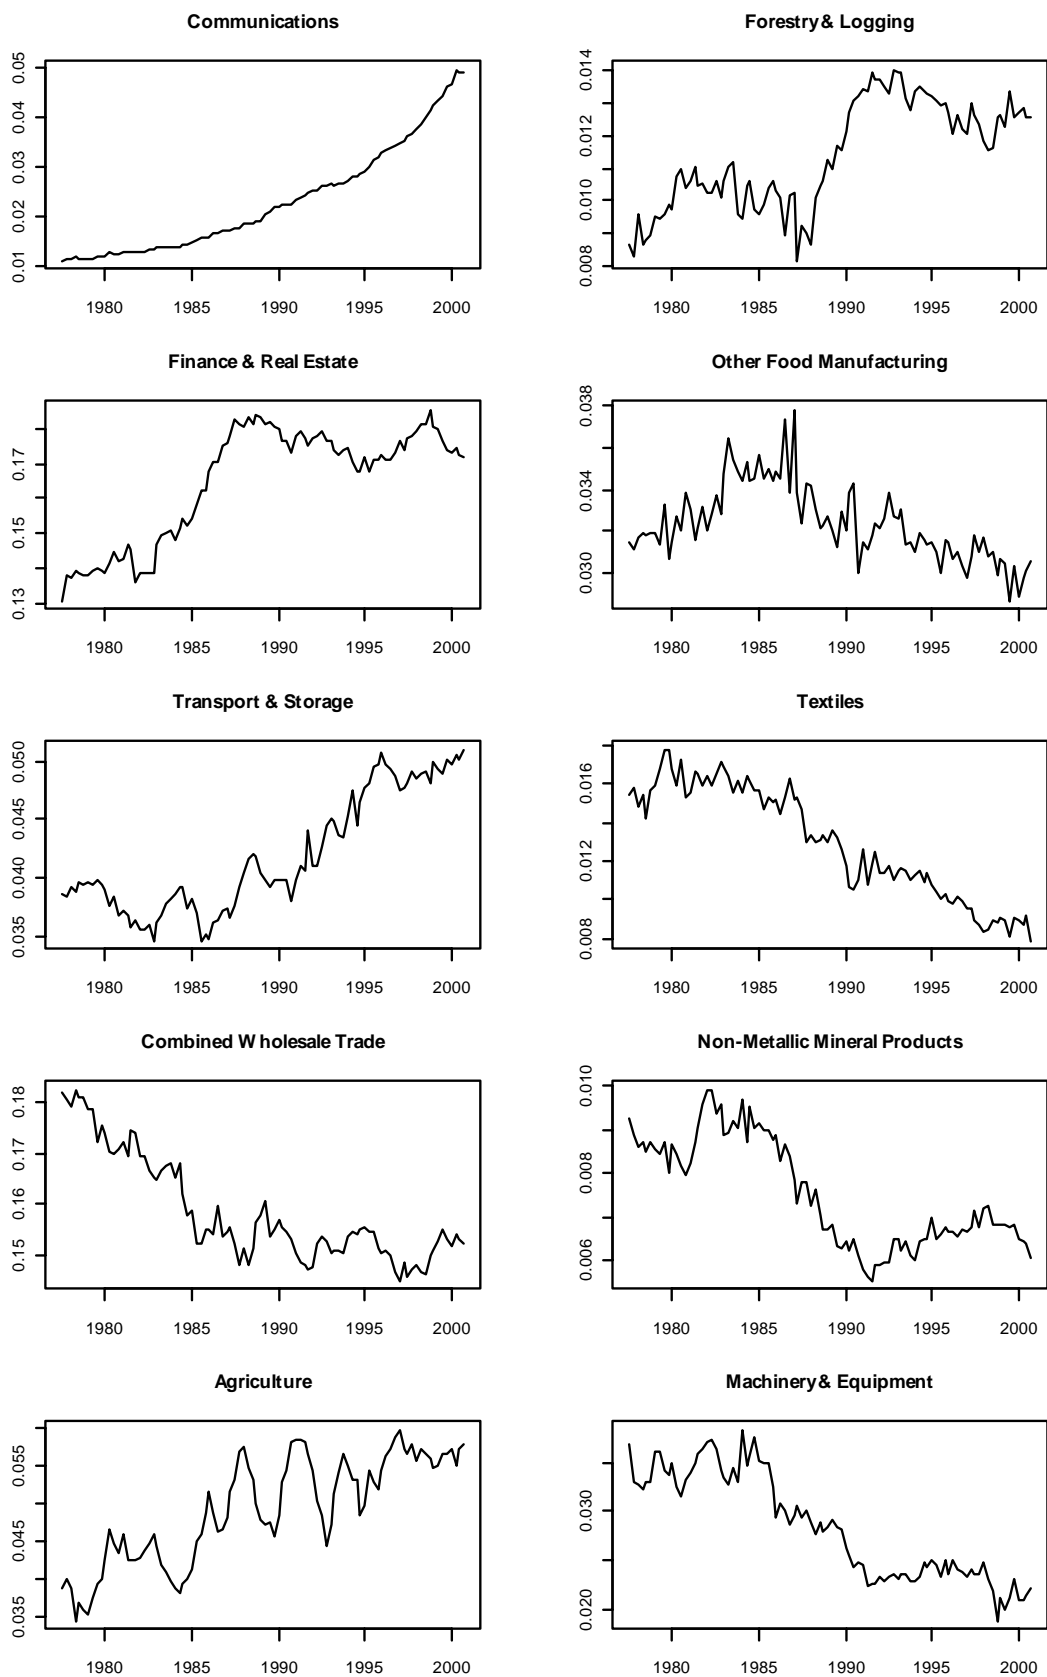 Communications
0.05
0.04
0.03
0.02
0.01
1980 1985 1990 1995 2000
Forestry & Logging
0.014
0.012
0.010
0.008
1980 1985 1990 1995 2000
Finance & Real Estate
0.17
0.15
0.13
1980 1985 1990 1995 2000
Other Food Manufacturing
0.038
0.034
0.030
1980 1985 1990 1995 2000
Transport & Storage
0.050
0.045
0.040
0.035
1980 1985 1990 1995 2000
Textiles
0.016
0.012
0.008
1980 1985 1990 1995 2000
Combined Wholesale Trade
0.18
0.17
0.16
0.15
1980 1985 1990 1995 2000
Non-Metallic Mineral Products
0.010
0.008
0.006
1980 1985 1990 1995 2000
Agriculture
0.055
0.045
0.035
1980 1985 1990 1995 2000
Machinery & Equipment
0.030
0.020
1980 1985 1990 1995 2000